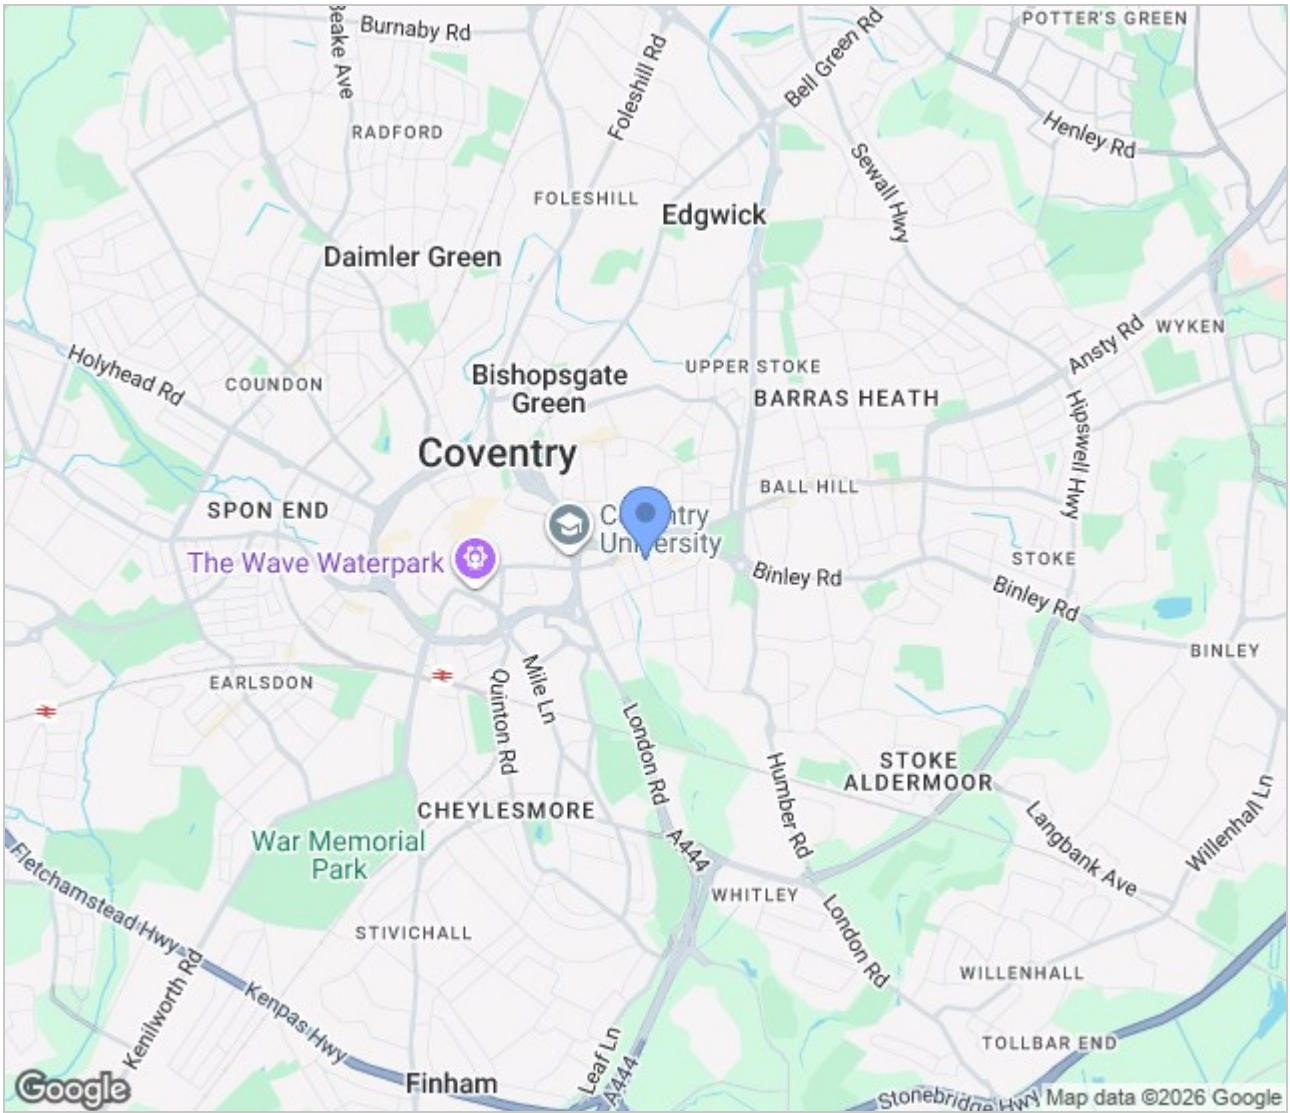 POTTER'S GREEN
Burnaby Rd
Beake Ave
Foleshill Rd
Bell Green Rd
RADFORD
Henley Rd
Sewall Hwy
FOLESHILL
Edgwick
Daimler Green
WYKEN
Ansty Rd
Holyhead Rd
COUNDON
Bishopsgate
Green
UPPER STOKE
BARRAS HEATH
Hipswell Hwy
Coventry
BALL HILL
SPON END
Coventry
University
The Wave Waterpark
STOKE
Binley Rd
Binley Rd
BINLEY
EARLSDON
Mile Ln
Quinton Rd
London Rd
STOKE
ALDERMOOR
Humber Rd
CHEYLESMORE
Langbank Ave
Willenhall Ln
War Memorial
Park
A444
Fletchamstead Hwy
WHITLEY
London Rd
STIVICHALL
WILLENHALL
Kenilworth Rd
Kenpas Hwy
TOLLBAR END
Leaf Ln
A444
Finham
Stonebridge Hwy
Google
Map data ©2026 Google